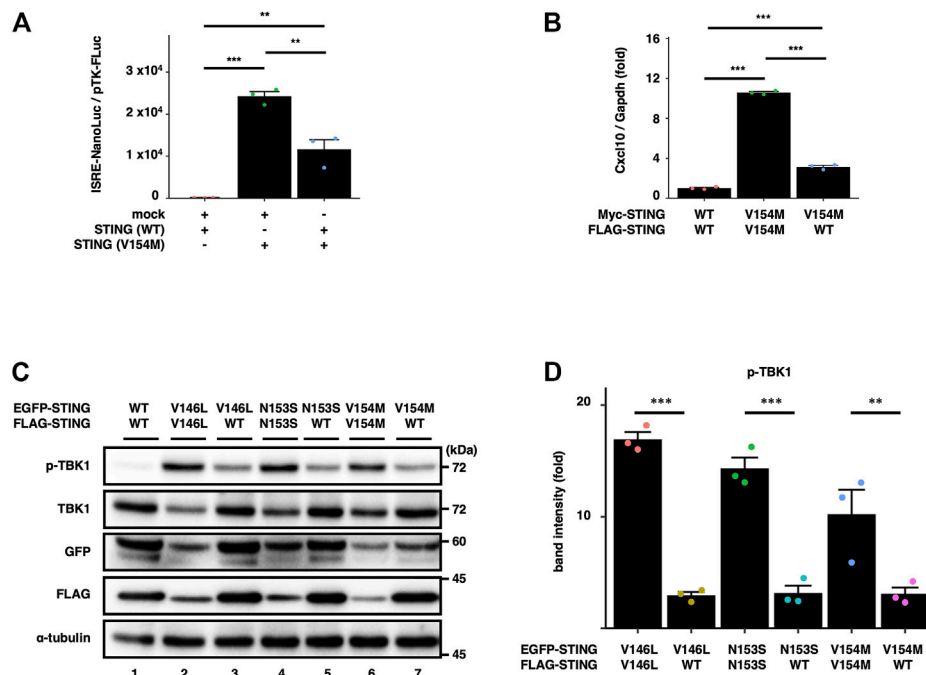 A
ISRE-NanoLuc / pTK-FLuc
3 x10⁴
2 x10⁴
1 x10⁴
0
**
***
**
mock + + -
STING (WT) + - +
STING (V154M) - + +
B
Cxcl10 / Gapdh (fold)
16
12
8
4
0
***
***
***
Myc-STING WT V154M V154M
FLAG-STING WT V154M WT
C
EGFP-STING WT V146L V146L N153S N153S V154M V154M
FLAG-STING WT V146L WT N153S WT V154M WT
(kDa)
p-TBK1 72
TBK1 72
GFP 60
45
FLAG
α-tubulin
45
1 2 3 4 5 6 7
D
p-TBK1
band intensity (fold)
20
10
*** *** **
EGFP-STING V146L V146L N153S N153S V154M V154M
FLAG-STING V146L WT N153S WT V154M WT